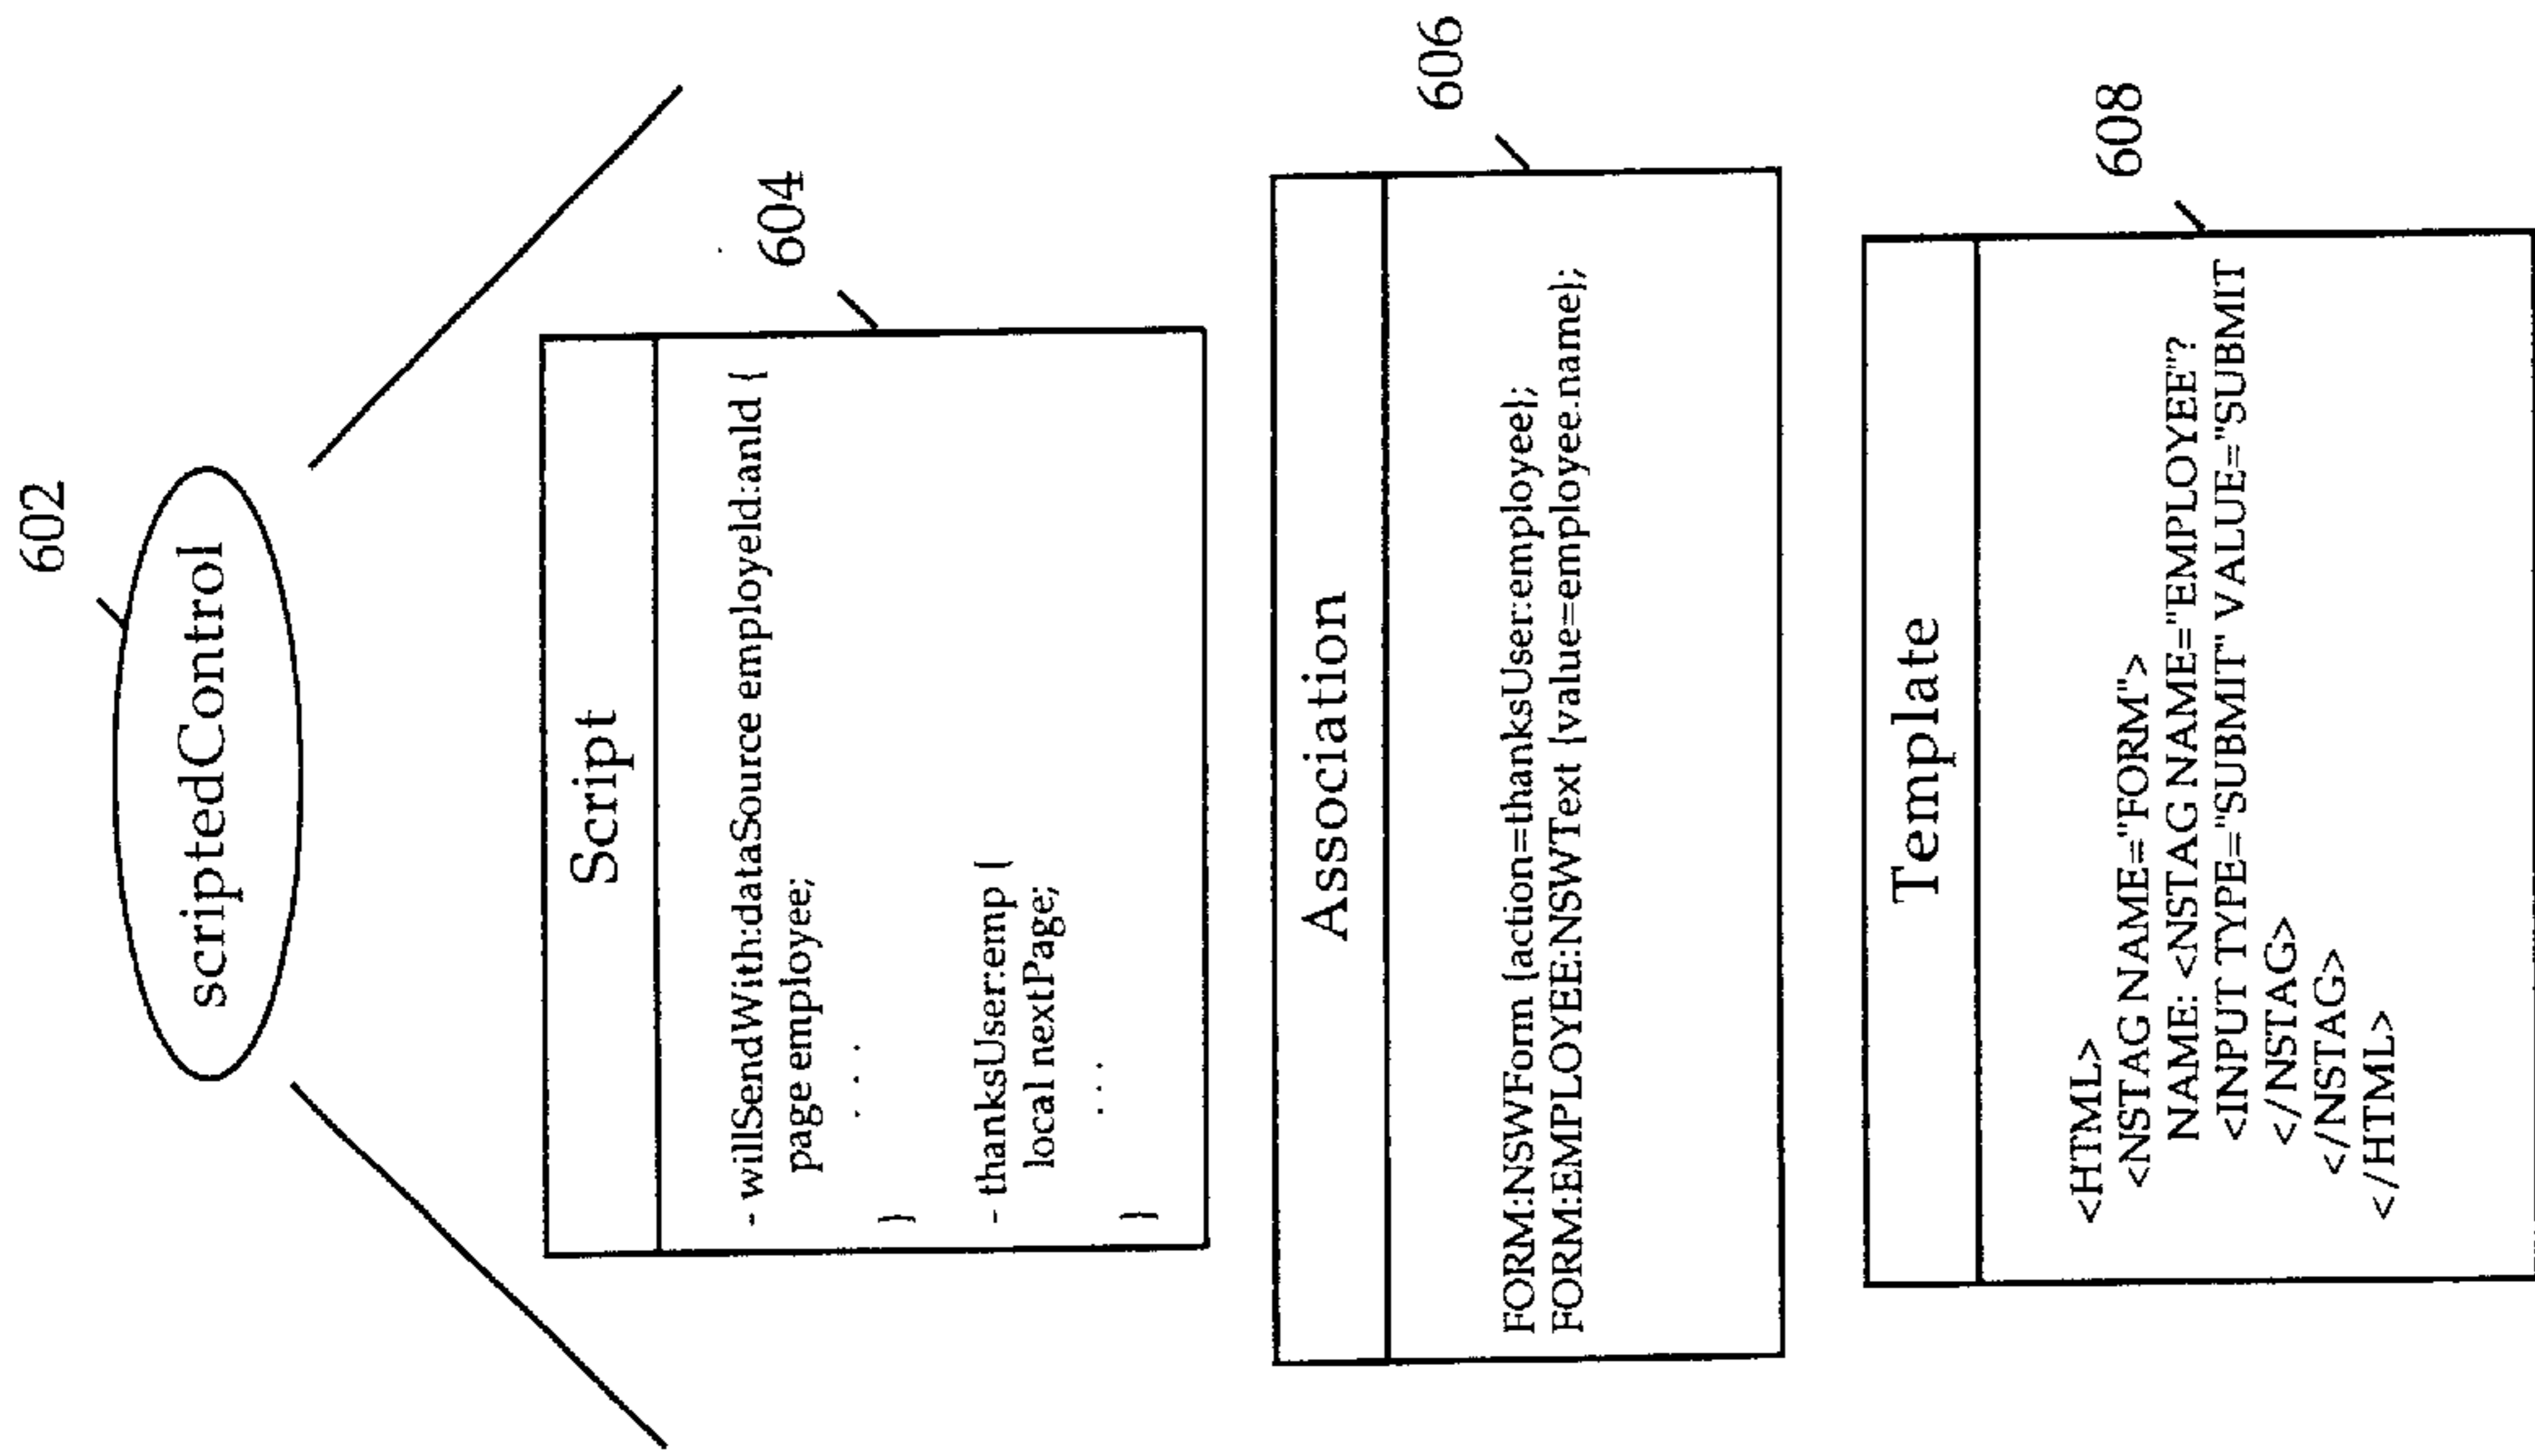 602
scriptedControl
604
Script
- willSendWith:dataSource employeeId:anId {
page employee;
. . .
}
- thanksUser:emp {
local nextPage;
. . .
}
606
Association
FORM:NSWForm {action=thanksUser:employee};
FORM:EMPLOYEE:NSWText {value=employee.name};
608
Template
<HTML>
<NSTAG NAME="FORM">
NAME: <NSTAG NAME="EMPLOYEE"?
<INPUT TYPE="SUBMIT" VALUE="SUBMIT
</NSTAG>
</NSTAG>
</HTML>